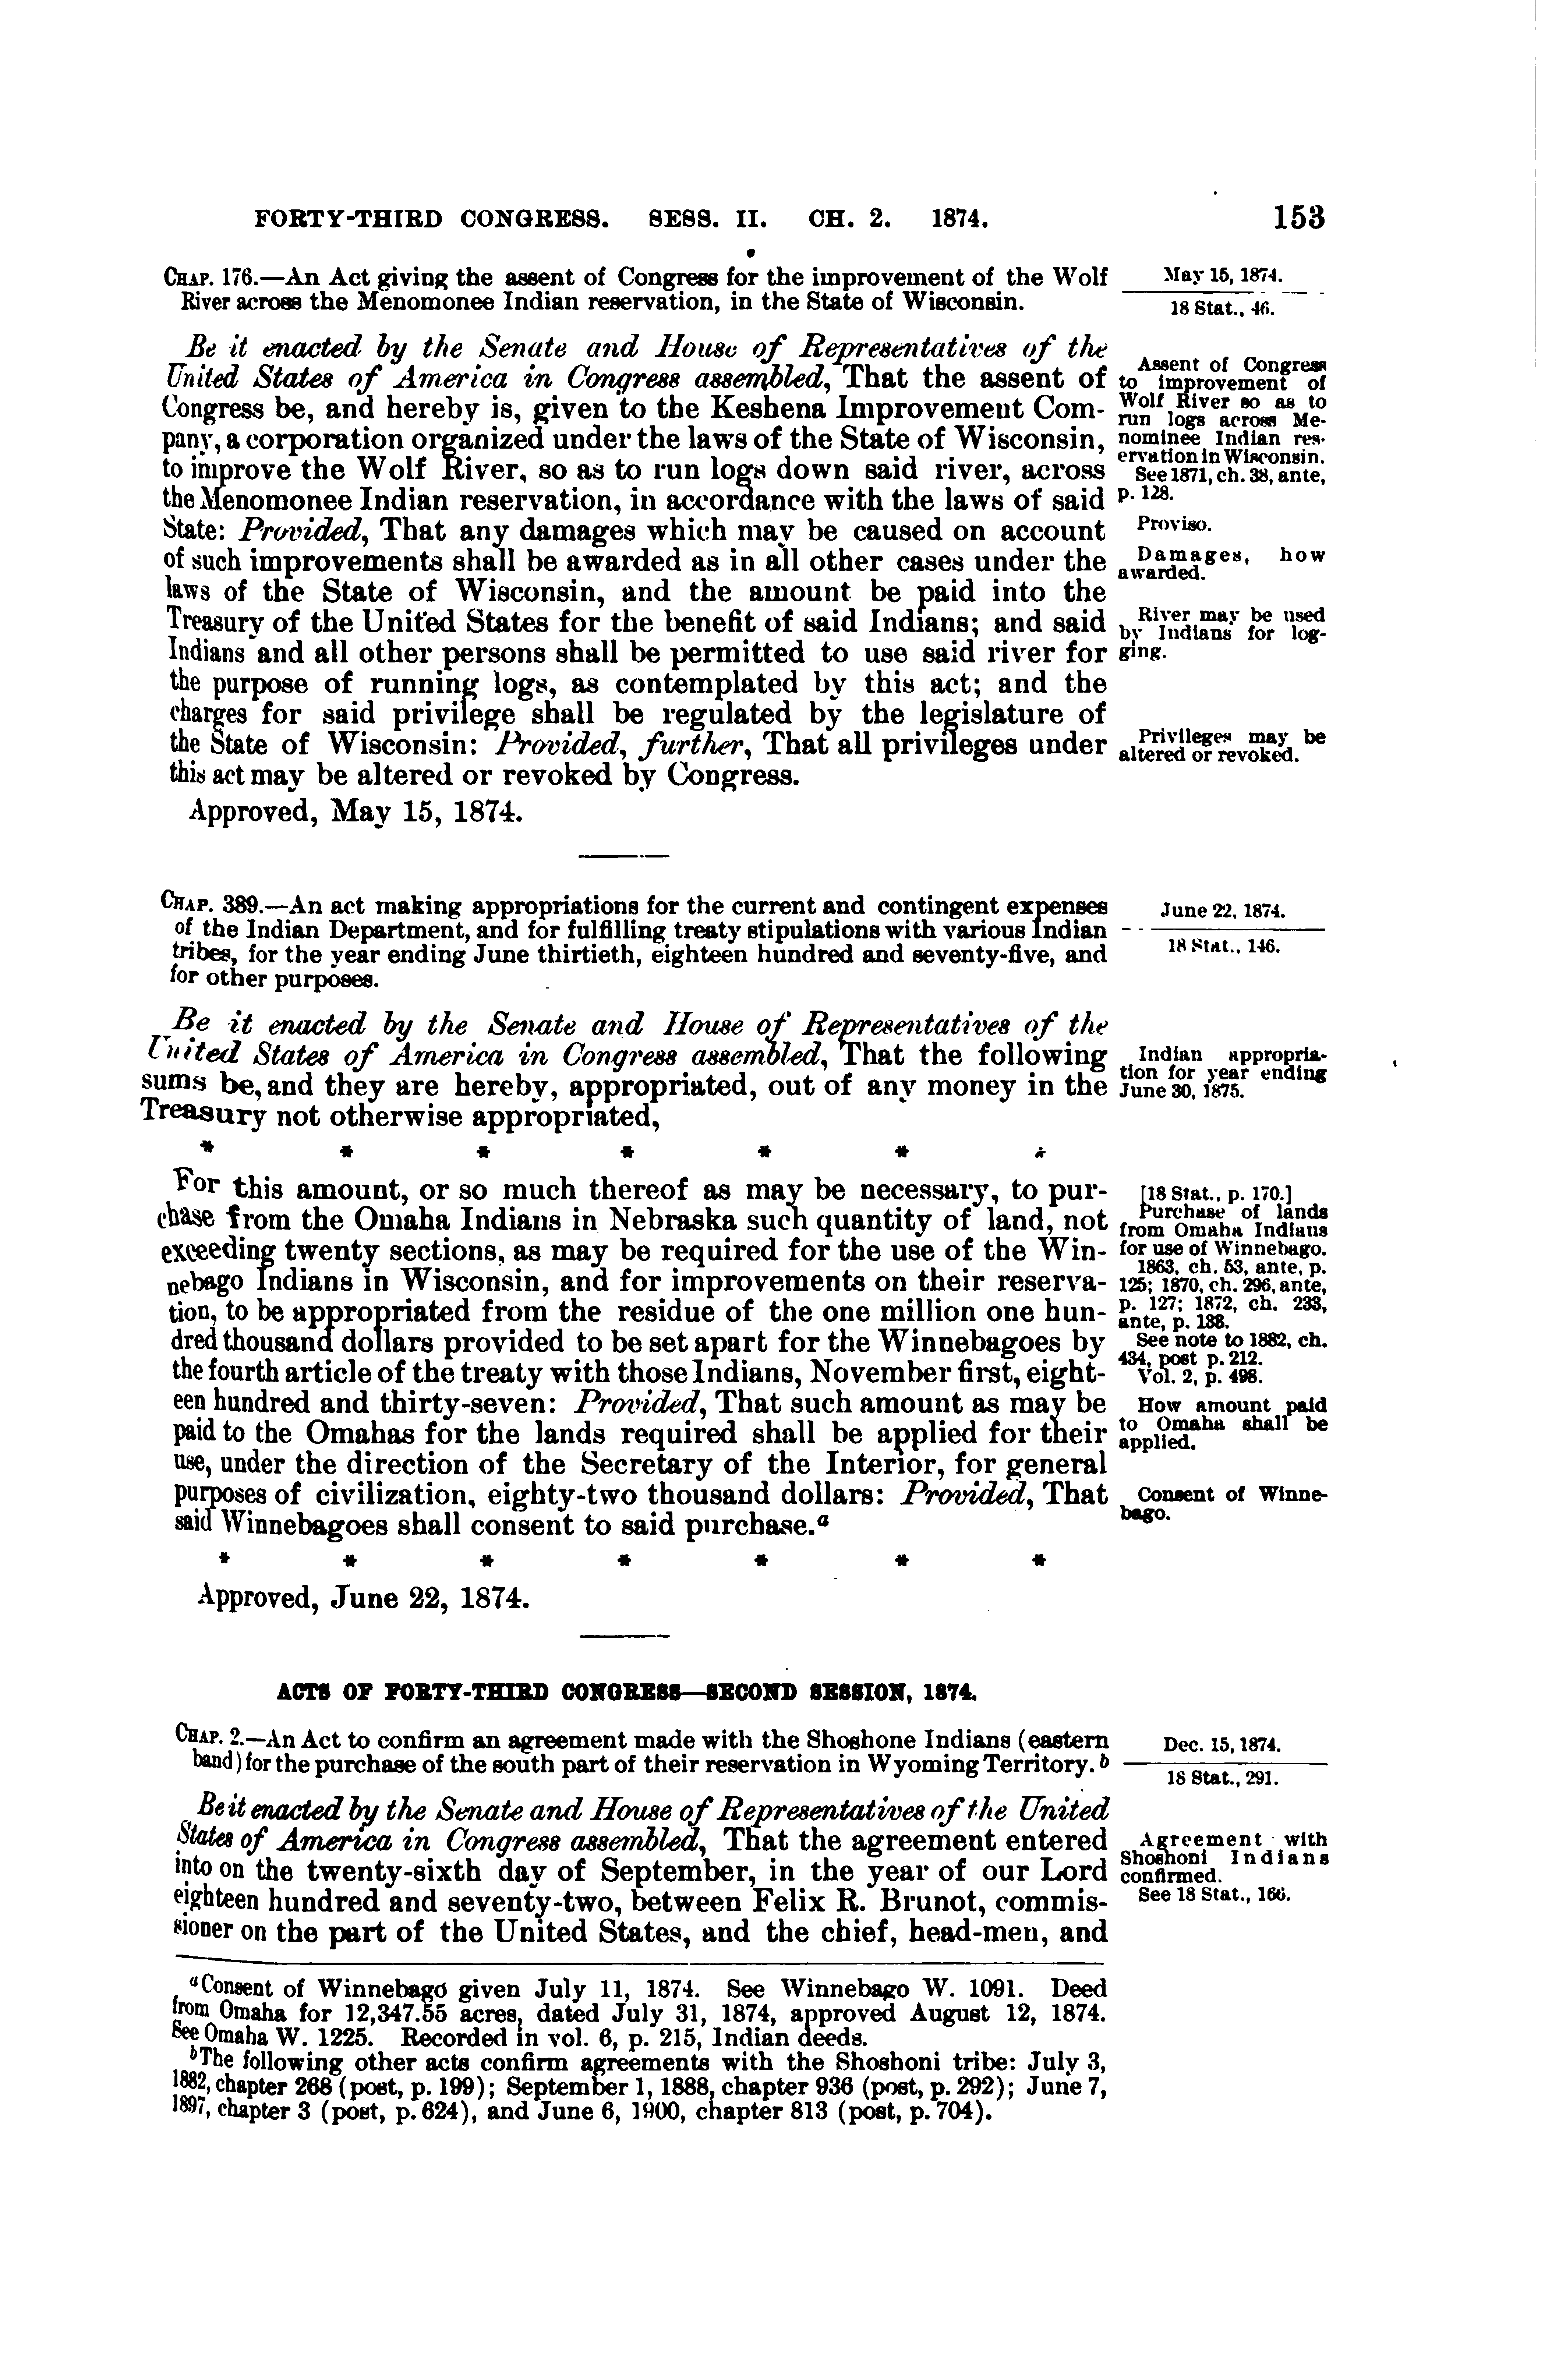 FORTY-THIRD CONGRESS. SESS. II. CH. 2. 1874. 153
CHAP. 176.—An Act giving the assent of Congress for the improvement of the Wolf
River across the Menomonee Indian reservation, in the State of Wisconsin.
May 15, 1874.
18 Stat., 46.
Be it enacted by the Senate and House of Representatives of the
United States of America in Congress assembled, That the assent of
Congress be, and hereby is, given to the Keshena Improvement Com-
pany, a corporation organized under the laws of the State of Wisconsin,
to improve the Wolf River, so as to run logs down said river, across
the Menomonee Indian reservation, in accordance with the laws of said
State: Provided, That any damages which may be caused on account
of such improvements shall be awarded as in all other cases under the
laws of the State of Wisconsin, and the amount be paid into the
Treasury of the United States for the benefit of said Indians; and said
Indians and all other persons shall be permitted to use said river for
the purpose of running logs, as contemplated by this act; and the
charges for said privilege shall be regulated by the legislature of
the State of Wisconsin: Provided, further, That all privileges under
this act may be altered or revoked by Congress.
Approved, May 15, 1874.
Assent of Congress
to improvement of
Wolf River so as to
run logs across Me-
nominee Indian res-
ervation in Wisconsin.
See 1871, ch. 38, ante,
p. 128.
Proviso.
Damages, how
awarded.
River may be used
by Indians for log-
ging.
Privileges may be
altered or revoked.
CHAP. 389.—An act making appropriations for the current and contingent expenses
of the Indian Department, and for fulfilling treaty stipulations with various Indian
tribes, for the year ending June thirtieth, eighteen hundred and seventy-five, and
for other purposes.
June 22, 1874.
18 Stat., 146.
Be it enacted by the Senate and House of Representatives of the
United States of America in Congress assembled, That the following
sums be, and they are hereby, appropriated, out of any money in the
Treasury not otherwise appropriated,
Indian appropria-
tion for year ending
June 30, 1875.
* * * * * * *
For this amount, or so much thereof as may be necessary, to pur-
chase from the Omaha Indians in Nebraska such quantity of land, not
exceeding twenty sections, as may be required for the use of the Win-
nebago Indians in Wisconsin, and for improvements on their reserva-
tion, to be appropriated from the residue of the one million one hun-
dred thousand dollars provided to be set apart for the Winnebagoes by
the fourth article of the treaty with those Indians, November first, eight-
een hundred and thirty-seven: Provided, That such amount as may be
paid to the Omahas for the lands required shall be applied for their
use, under the direction of the Secretary of the Interior, for general
purposes of civilization, eighty-two thousand dollars: Provided, That
said Winnebagoes shall consent to said purchase.a
[18 Stat., p. 170.]
Purchase of lands
from Omaha Indians
for use of Winnebago.
1863, ch. 53, ante, p.
125; 1870, ch. 296, ante,
p. 127; 1872, ch. 233,
ante, p. 138.
See note to 1882, ch.
434, post p. 212.
Vol. 2, p. 498.
How amount paid
to Omaha shall be
applied.
Consent of Winne-
bago.
* * * * * * *
Approved, June 22, 1874.
ACTS OF FORTY-THIRD CONGRESS—SECOND SESSION, 1874.
CHAP. 2.—An Act to confirm an agreement made with the Shoshone Indians (eastern
band) for the purchase of the south part of their reservation in Wyoming Territory. b
Dec. 15, 1874.
18 Stat., 291.
Be it enacted by the Senate and House of Representatives of the United
States of America in Congress assembled, That the agreement entered
into on the twenty-sixth day of September, in the year of our Lord
eighteen hundred and seventy-two, between Felix R. Brunot, commis-
sioner on the part of the United States, and the chief, head-men, and
Agreement with
Shoshoni Indians
confirmed.
See 18 Stat., 166.
a Consent of Winnebago given July 11, 1874. See Winnebago W. 1091. Deed
from Omaha for 12,347.55 acres, dated July 31, 1874, approved August 12, 1874.
See Omaha W. 1225. Recorded in vol. 6, p. 215, Indian deeds.
b The following other acts confirm agreements with the Shoshoni tribe: July 3,
1882, chapter 268 (post, p. 199); September 1, 1888, chapter 936 (post, p. 292); June 7,
1897, chapter 3 (post, p. 624), and June 6, 1900, chapter 813 (post, p. 704).